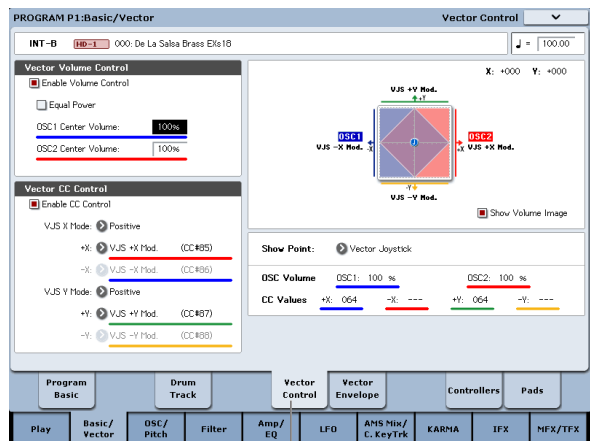 PROGRAM P1:Basic/Vector Vector Control
INT-B HD-1 000: De La Salsa Brass EXs18 ♩ = 100.00
Vector Volume Control
Enable Volume Control
Equal Power
OSC1 Center Volume: 100%
OSC2 Center Volume: 100%
Vector CC Control
Enable CC Control
VJS X Mode: Positive
+X: VJS +X Mod. (CC#85)
-X: VJS -X Mod. (CC#86)
VJS Y Mode: Positive
+Y: VJS +Y Mod. (CC#87)
-Y: VJS -Y Mod. (CC#88)
X: +000 Y: +000
VJS +Y Mod.
+Y
OSC1 OSC2
VJS -X Mod. -X +X VJS +X Mod.
-Y
VJS -Y Mod.
Show Volume Image
Show Point: Vector Joystick
OSC Volume OSC1: 100 % OSC2: 100 %
CC Values +X: 064 -X: --- +Y: 064 -Y: ---
Program Basic
Drum Track
Vector Control
Vector Envelope
Controllers
Pads
Play
Basic/ Vector
OSC/ Pitch
Filter
Amp/ EQ
LFO
AMS Mix/ C. KeyTrk
KARMA
IFX
MFX/TFX